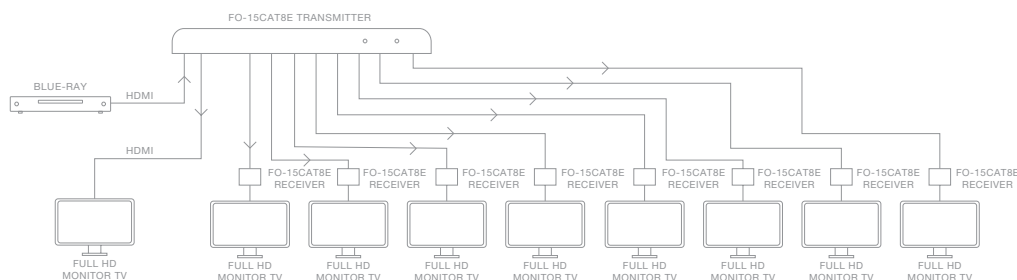 FO-15CAT8E TRANSMITTER
BLUE-RAY
HDMI
HDMI
FO-15CAT8E
RECEIVER
FO-15CAT8E
RECEIVER
FO-15CAT8E
RECEIVER
FO-15CAT8E
RECEIVER
FO-15CAT8E
RECEIVER
FO-15CAT8E
RECEIVER
FO-15CAT8E
RECEIVER
FO-15CAT8E
RECEIVER
FULL HD
MONITOR TV
FULL HD
MONITOR TV
FULL HD
MONITOR TV
FULL HD
MONITOR TV
FULL HD
MONITOR TV
FULL HD
MONITOR TV
FULL HD
MONITOR TV
FULL HD
MONITOR TV
FULL HD
MONITOR TV